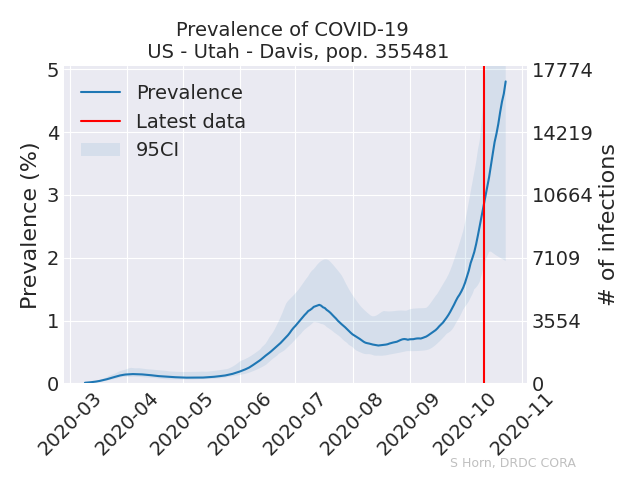 Prevalence of COVID-19
US - Utah - Davis, pop. 355481
Prevalence
Latest data
95CI
Prevalence (%)
5
4
3
2
1
0
17774
14219
10664
7109
3554
0
# of infections
2020-03
2020-04
2020-05
2020-06
2020-07
2020-08
2020-09
2020-10
2020-11
S Horn, DRDC CORA